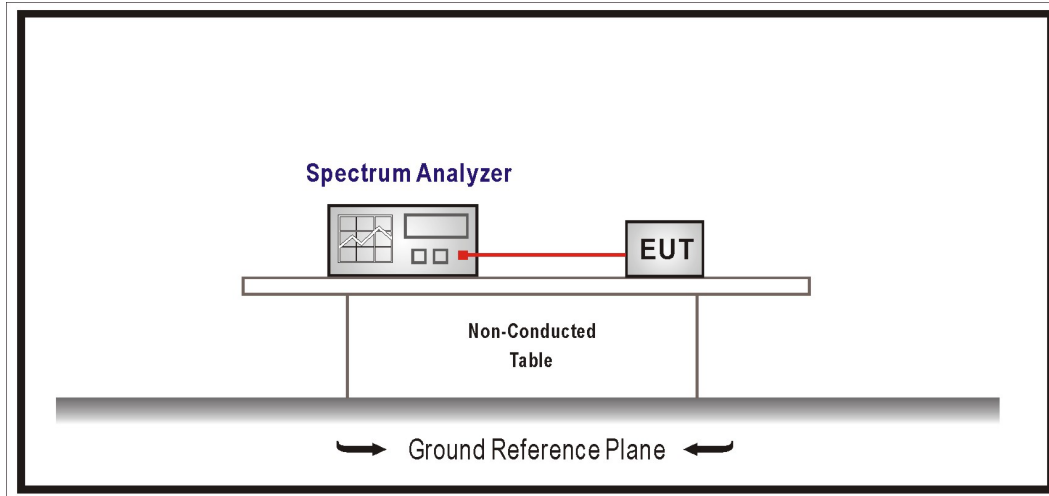 Spectrum Analyzer
EUT
Non-Conducted
Table
Ground Reference Plane